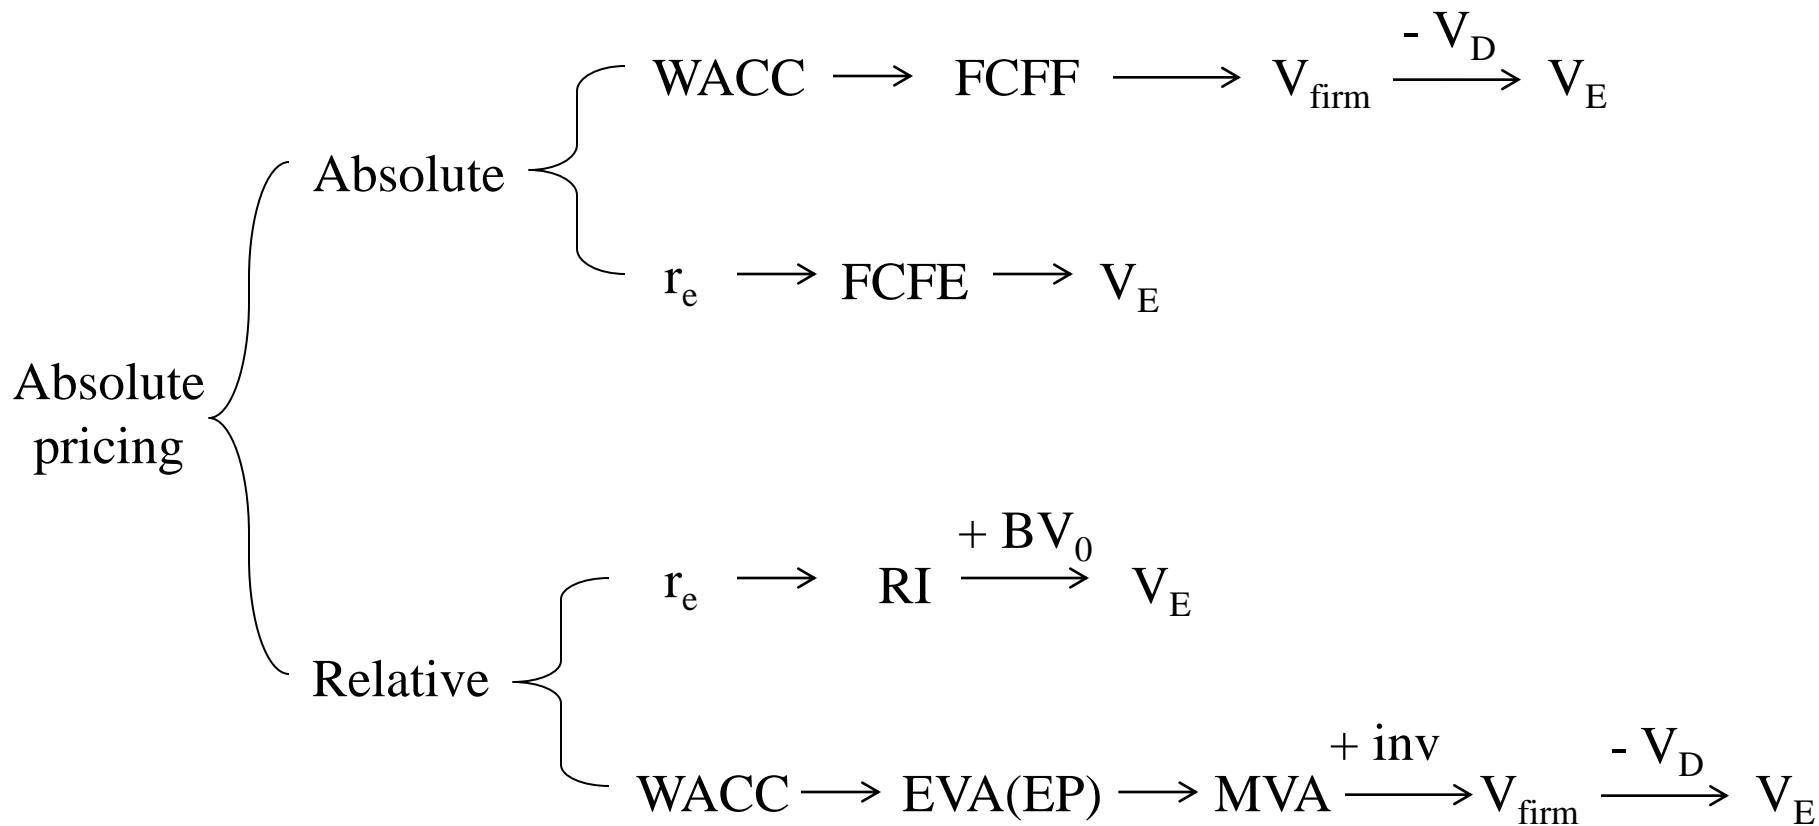 - V_D
WACC → FCFF → V_firm → V_E
Absolute
r_e → FCFE → V_E
Absolute
pricing
+ BV_0
r_e → RI → V_E
Relative
+ inv - V_D
WACC → EVA(EP) → MVA → V_firm → V_E